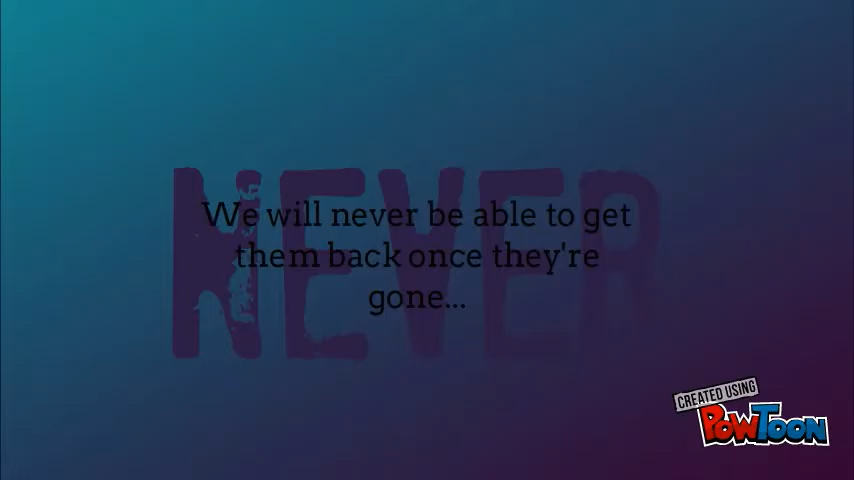 NEVER
We will never be able to get
them back once they're
gone...
CREATED USING
POWTOON